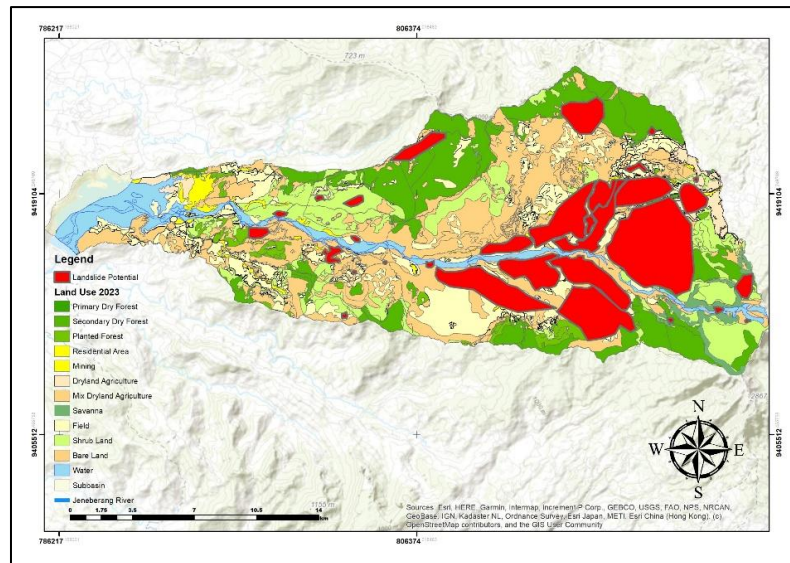 786217
806374
723 m
9419104
9419104
Legend
Landslide Potential
Land Use 2023
Primary Dry Forest
Secondary Dry Forest
Planted Forest
Residential Area
Mining
Dryland Agriculture
Mix Dryland Agriculture
Savanna
Field
Shrub Land
Bare Land
Water
Subbasin
Jeneberang River
9405512
9405512
N
W
E
S
1155 m
0 1.75 3.5 7 10.5 14
km
Sources: Esri, HERE, Garmin, Intermap, increment P Corp., GEBCO, USGS, FAO, NPS, NRCAN,
GeoBase, IGN, Kadaster NL, Ordnance Survey, Esri Japan, METI, Esri China (Hong Kong), (c)
OpenStreetMap contributors, and the GIS User Community
786217
806374